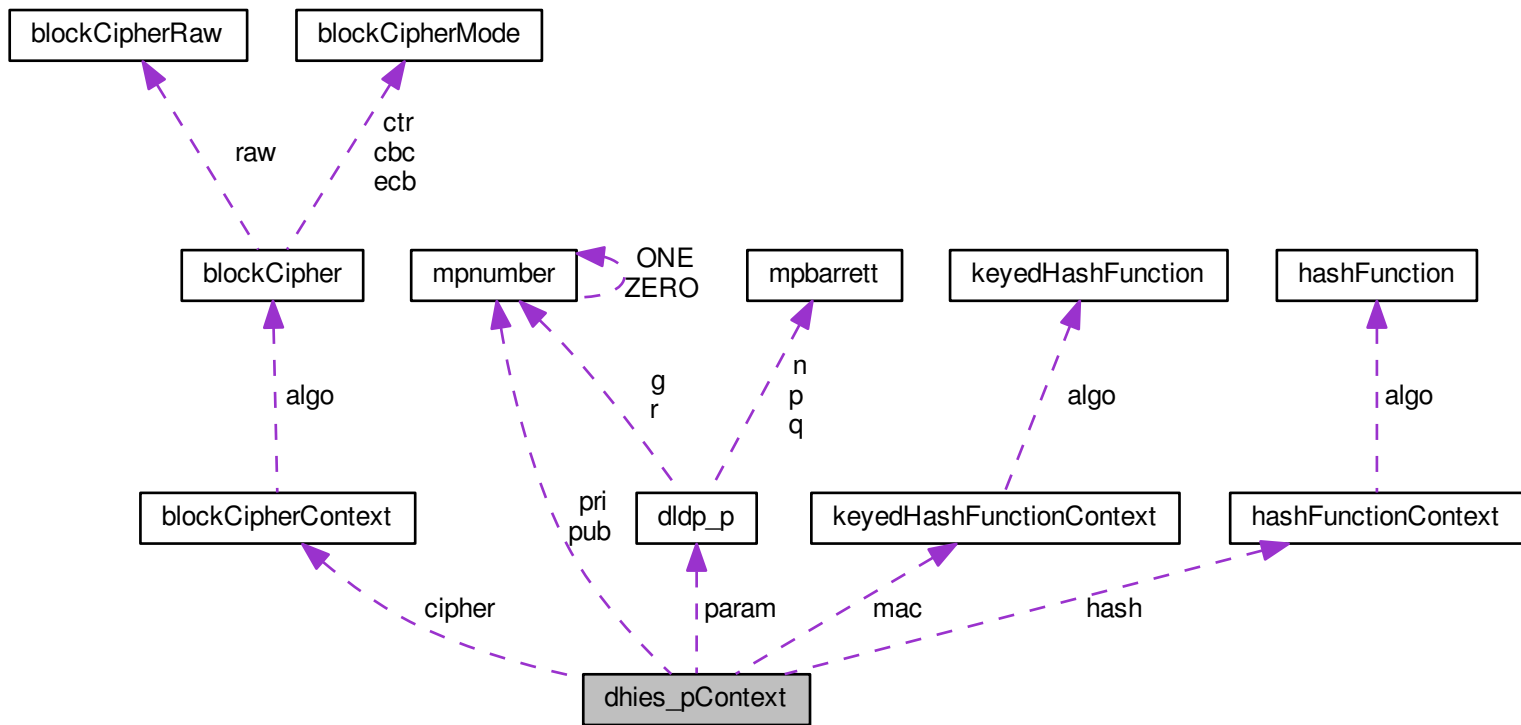 blockCipherRaw
blockCipherMode
raw
ctr
cbc
ecb
blockCipher
mpnumber
ONE
ZERO
mpbarrett
keyedHashFunction
hashFunction
algo
g
r
n
p
q
algo
algo
blockCipherContext
pri
pub
dldp_p
keyedHashFunctionContext
hashFunctionContext
cipher
param
mac
hash
dhies_pContext